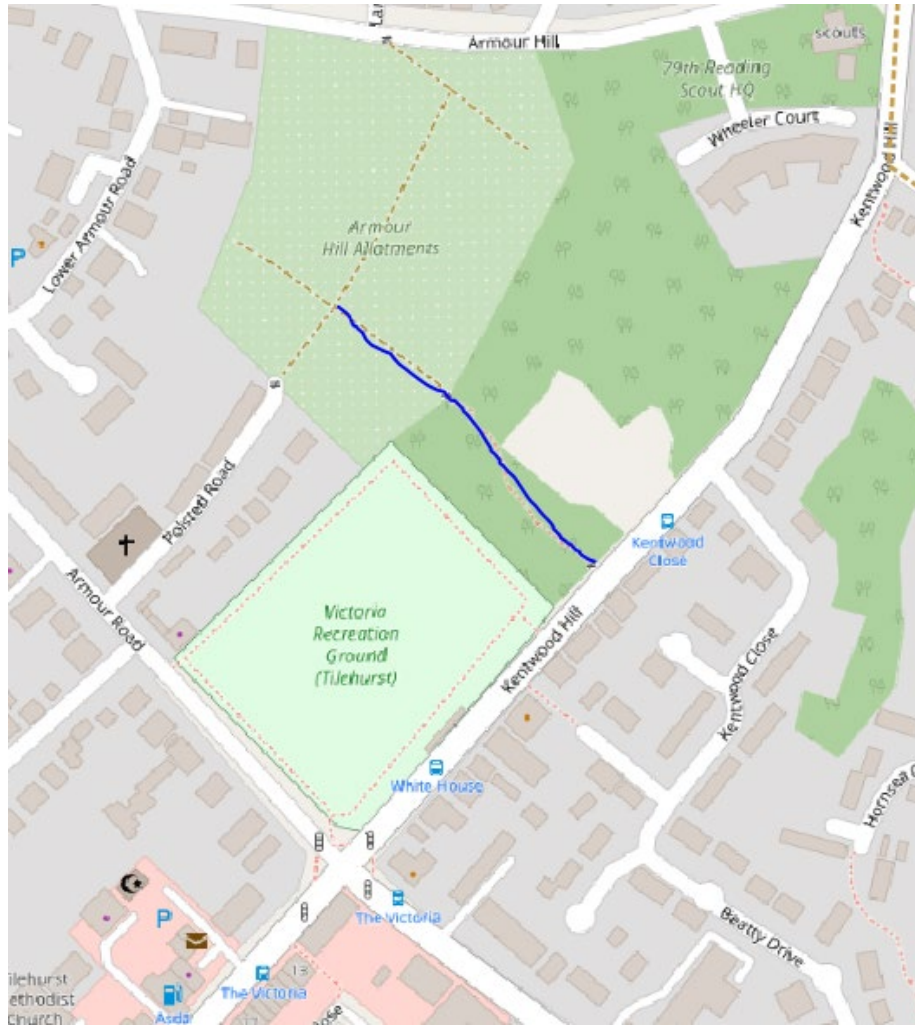 Armour Hill
scouts
79th Reading
Scout HQ
Wheeler Court
Kentwood Hill
Lower Armour Road
P
Armour
Hill Allotments
Polsted Road
Kentwood
Close
Armour Road
Victoria
Recreation
Ground
(Tilehurst)
Kentwood Hill
Kentwood Close
White House
The Victoria
Beatty Drive
P
The Victoria
13
Asda
ethodist
Church